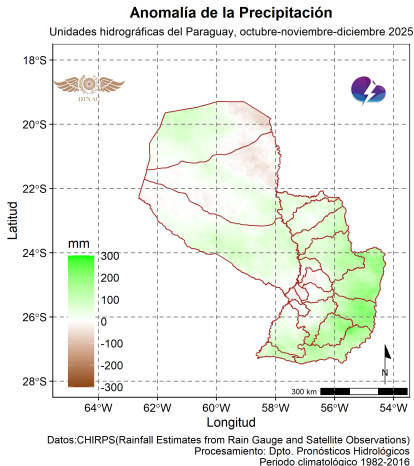 Anomalía de la Precipitación
Unidades hidrográficas del Paraguay, octubre-noviembre-diciembre 2025
18°S
20°S
22°S
24°S
26°S
28°S
Latitud
DINAC
mm
300
200
100
0
-100
-200
-300
N
300 km
64°W
62°W
60°W
58°W
56°W
54°W
Longitud
Datos:CHIRPS(Rainfall Estimates from Rain Gauge and Satellite Observations)
Procesamiento: Dpto. Pronósticos Hidrológicos
Periodo climatológico 1982-2016